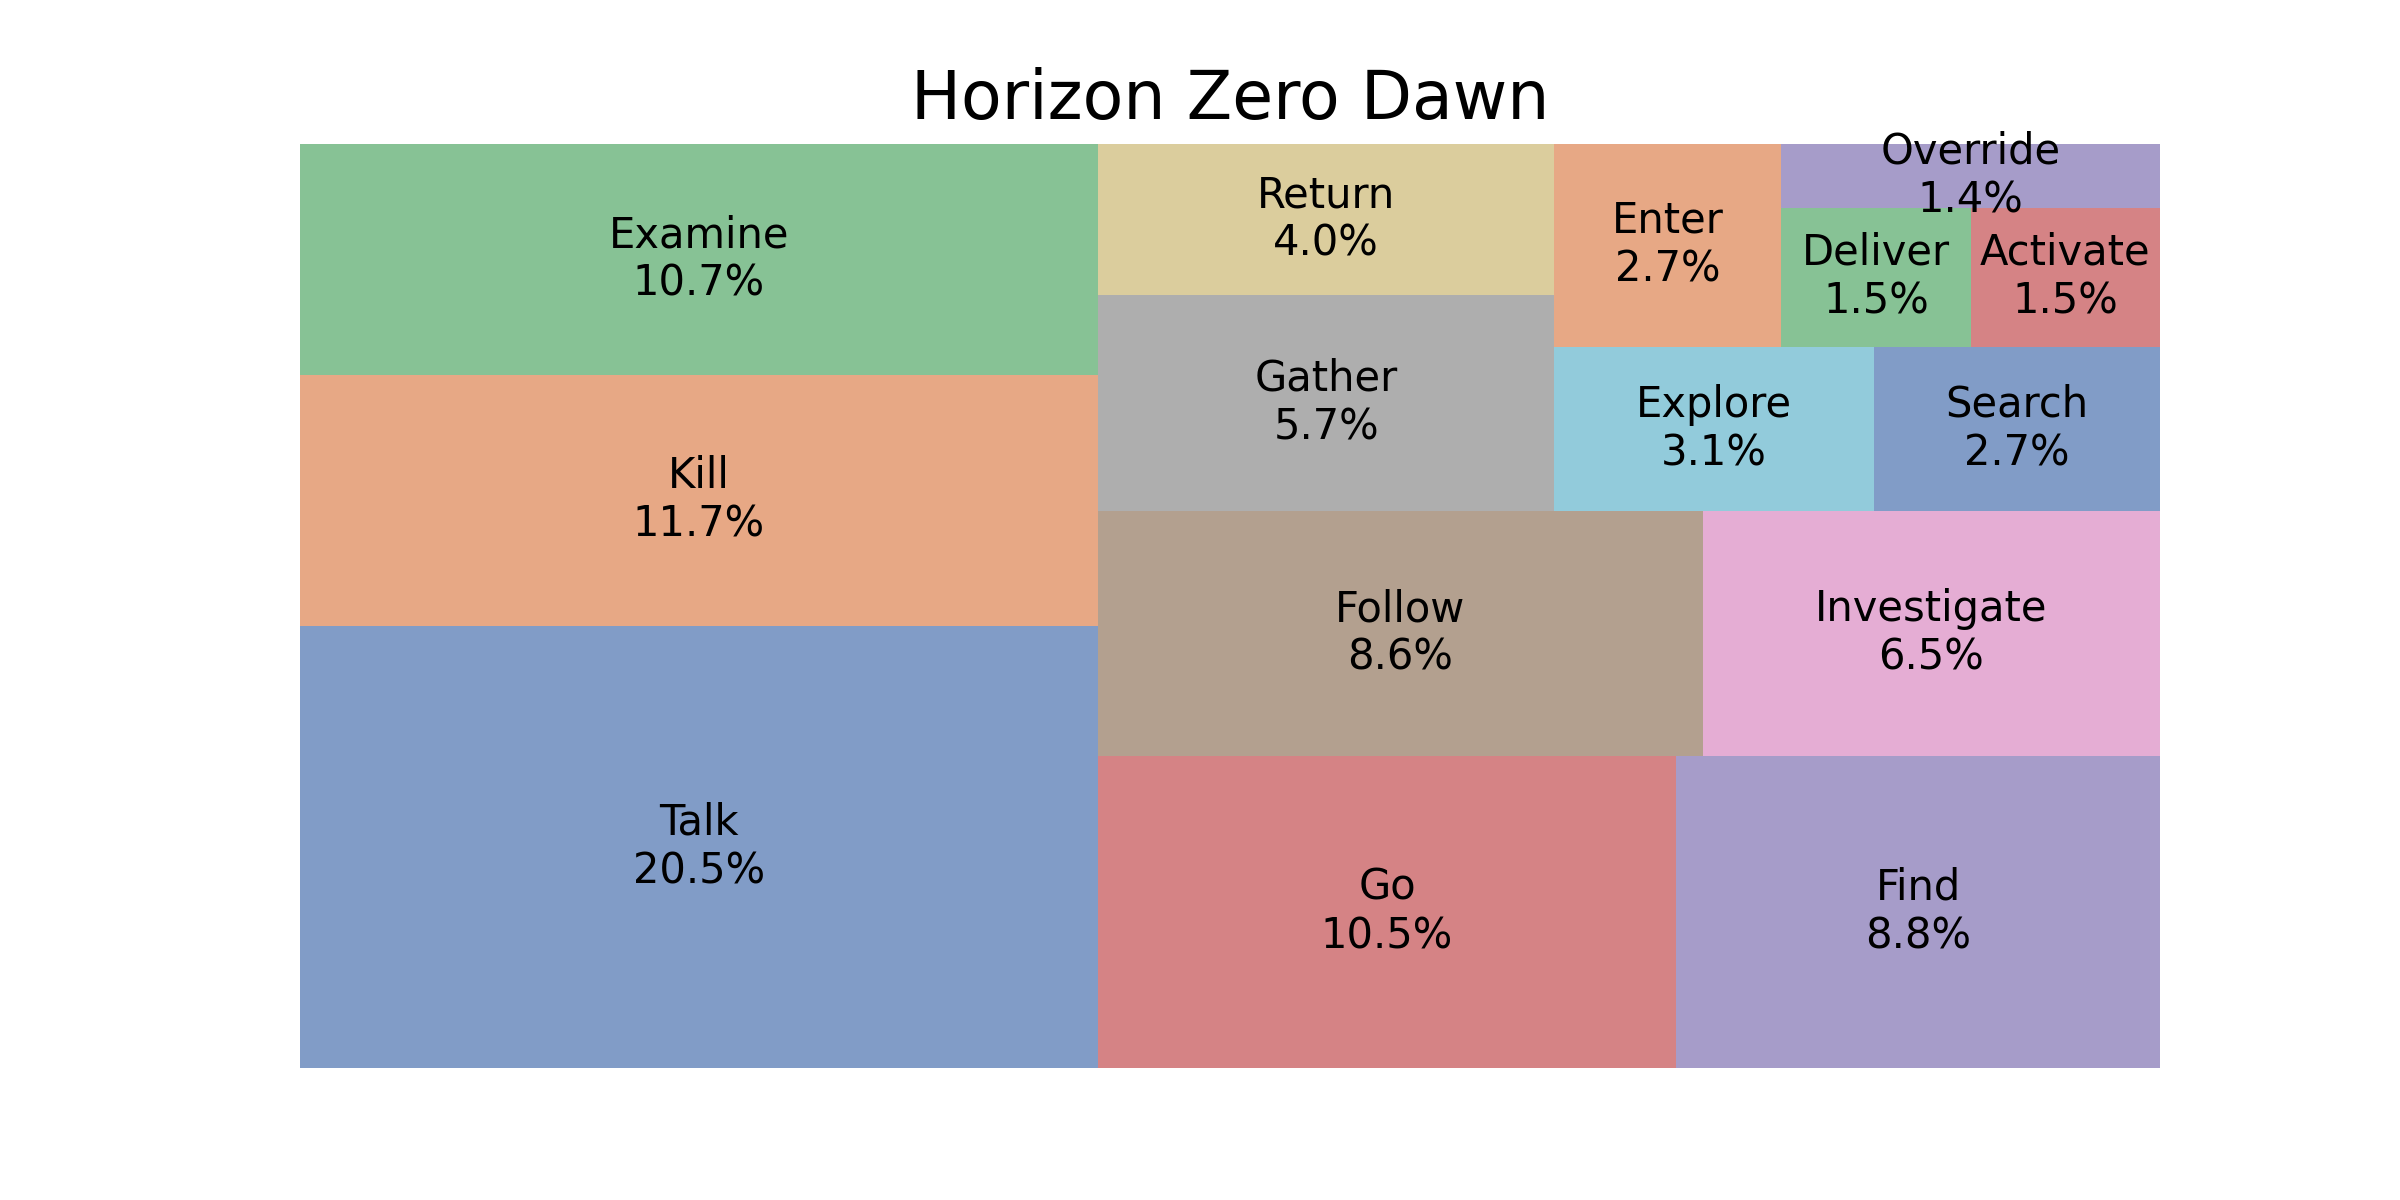 Horizon Zero Dawn
Examine
10.7%
Kill
11.7%
Talk
20.5%
Return
4.0%
Gather
5.7%
Enter
2.7%
Override
1.4%
Deliver
1.5%
Activate
1.5%
Explore
3.1%
Search
2.7%
Follow
8.6%
Investigate
6.5%
Go
10.5%
Find
8.8%